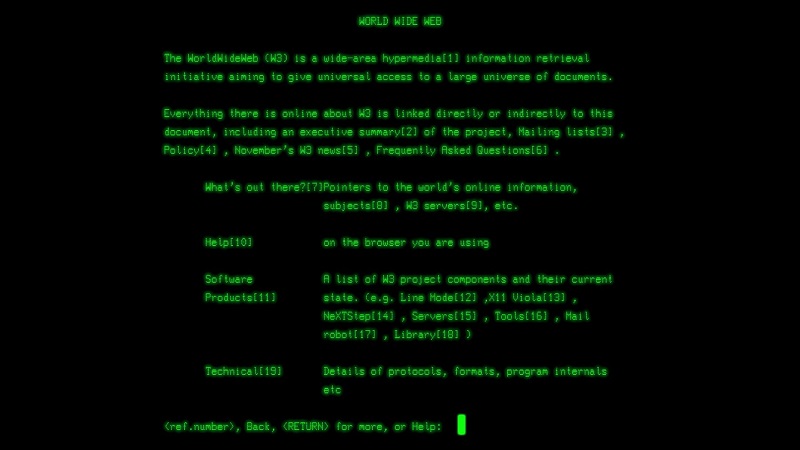 WORLD WIDE WEB
The WorldWideWeb (W3) is a wide-area hypermedia[1] information retrieval
initiative aiming to give universal access to a large universe of documents.
Everything there is online about W3 is linked directly or indirectly to this
document, including an executive summary[2] of the project, Mailing lists[3] ,
Policy[4] , November's W3 news[5] , Frequently Asked Questions[6] .
What's out there?[7]Pointers to the world's online information,
subjects[8] , W3 servers[9], etc.
Help[10] on the browser you are using
Software A list of W3 project components and their current
Products[11] state. (e.g. Line Mode[12] ,X11 Viola[13] ,
NeXTStep[14] , Servers[15] , Tools[16] , Mail
robot[17] , Library[18] )
Technical[19] Details of protocols, formats, program internals
etc
<ref.number>, Back, <RETURN> for more, or Help: